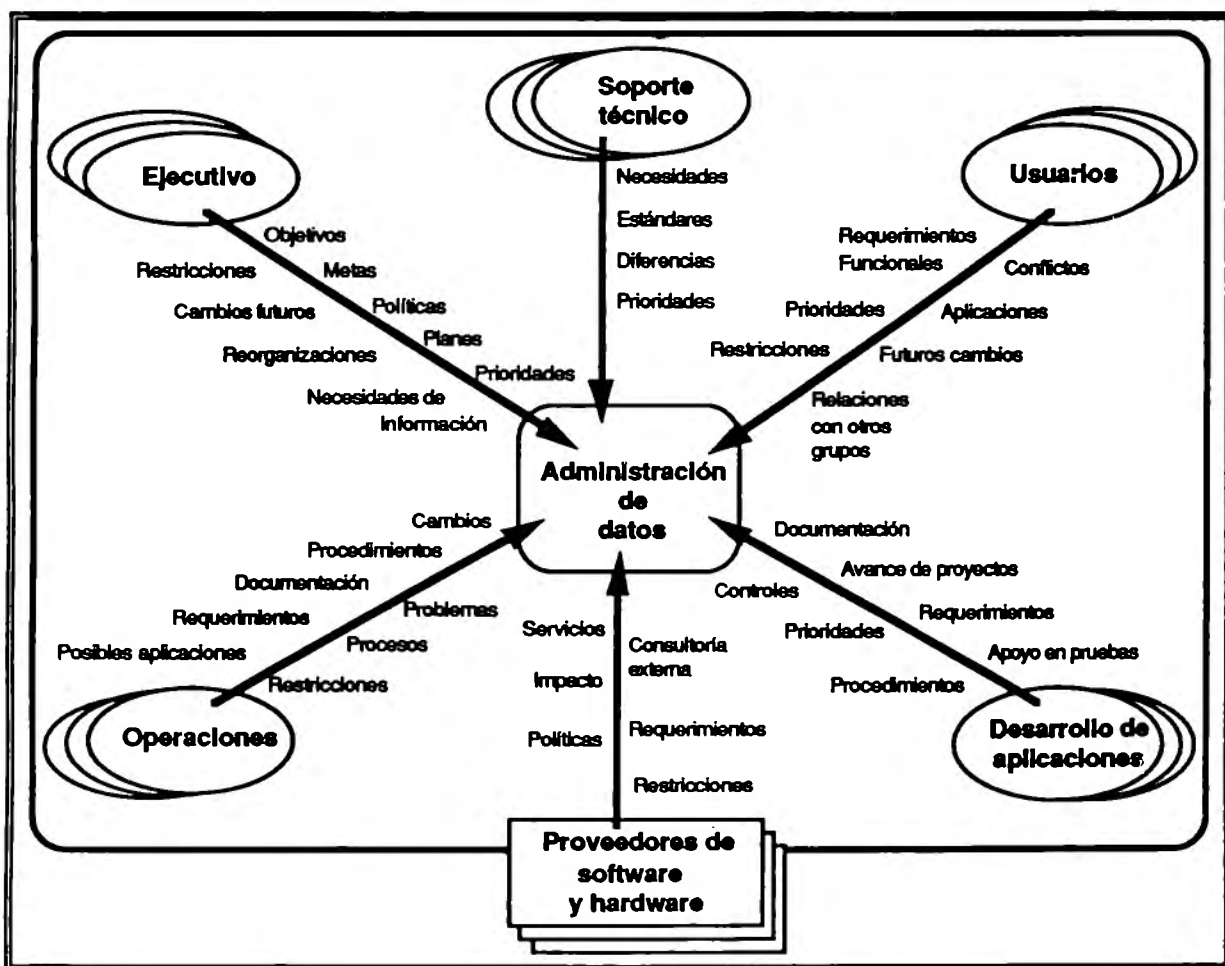 Soporte
técnico
Ejecutivo
Usuarios
Necesidades
Estándares
Diferencias
Prioridades
Objetivos
Restricciones
Metas
Cambios futuros
Políticas
Planes
Reorganizaciones
Prioridades
Necesidades de
Información
Requerimientos
Funcionales
Conflictos
Prioridades
Aplicaciones
Restricciones
Futuros cambios
Relaciones
con otros
grupos
Administración
de
datos
Cambios
Procedimientos
Documentación
Problemas
Requerimientos
Procesos
Posibles aplicaciones
Restricciones
Operaciones
Servicios
Consultoría
externa
Impacto
Políticas
Requerimientos
Restricciones
Documentación
Avance de proyectos
Controles
Requerimientos
Prioridades
Apoyo en pruebas
Procedimientos
Desarrollo de
aplicaciones
Proveedores de
software
y hardware